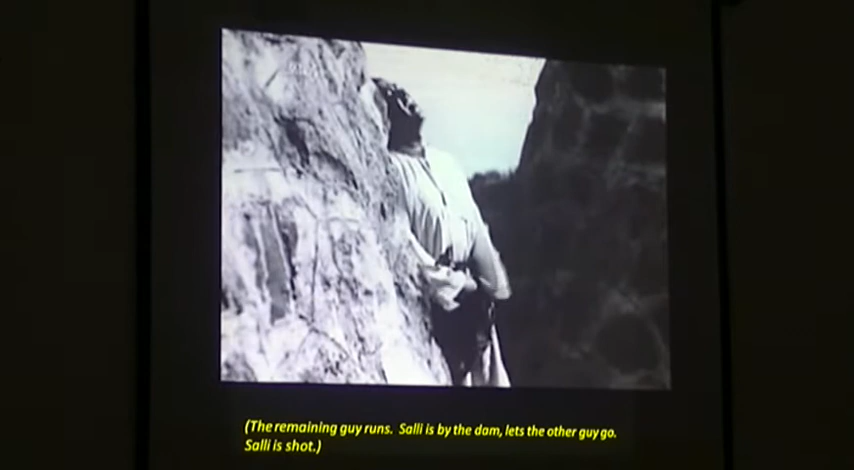 (The remaining guy runs. Salli is by the dam, lets the other guy go.
Salli is shot.)